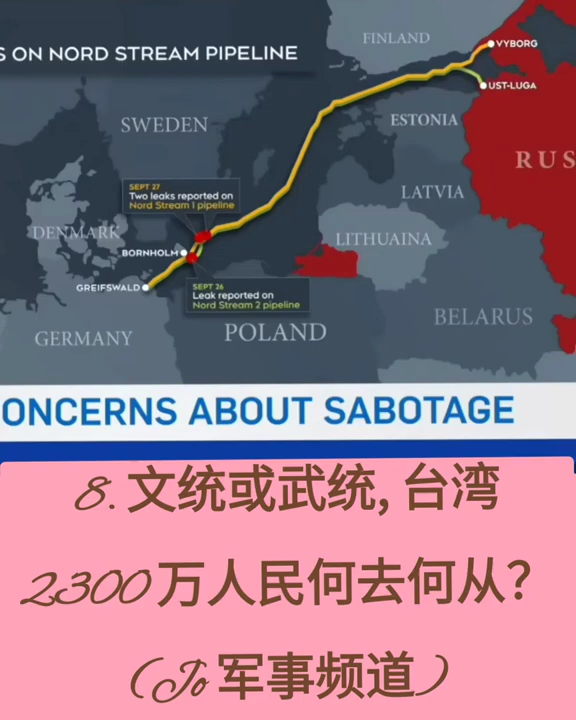 S ON NORD STREAM PIPELINE
FINLAND
VYBORG
UST-LUGA
SWEDEN
ESTONIA
RUS
SEPT 27
Two leaks reported on
Nord Stream 1 pipeline
LATVIA
DENMARK
LITHUAINA
BORNHOLM
GREIFSWALD
SEPT 26
Leak reported on
Nord Stream 2 pipeline
BELARUS
GERMANY
POLAND
ONCERNS ABOUT SABOTAGE
8. 文统或武统, 台湾
2300万人民何去何从?
(Jo 军事频道)